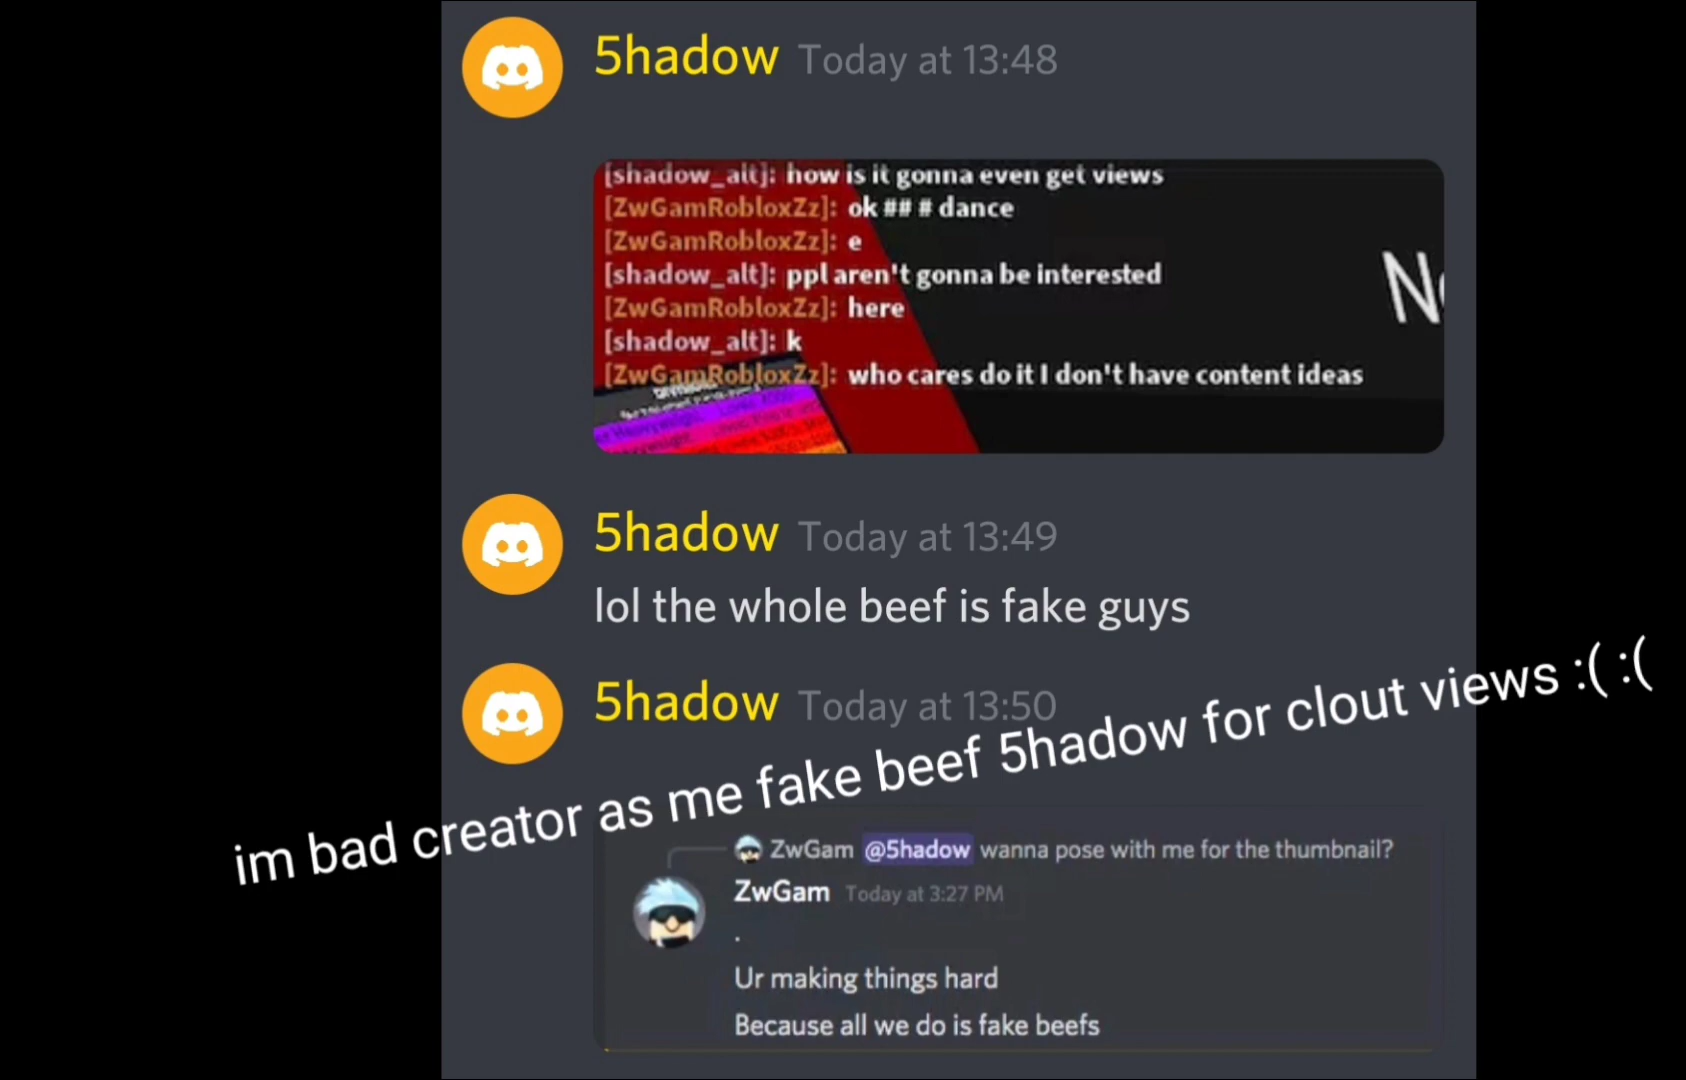 5hadow Today at 13:48
[shadow_alt]: how is it gonna even get views
[ZwGamRobloxZz]: ok ## # dance
[ZwGamRobloxZz]: e
[shadow_alt]: ppl aren't gonna be interested
[ZwGamRobloxZz]: here
[shadow_alt]: k
[ZwGamRobloxZz]: who cares do it I don't have content ideas
5hadow Today at 13:49
lol the whole beef is fake guys
5hadow Today at 13:50
im bad creator as me fake beef 5hadow for clout views :( :(
ZwGam @5hadow wanna pose with me for the thumbnail?
ZwGam Today at 3:27 PM
.
Ur making things hard
Because all we do is fake beefs